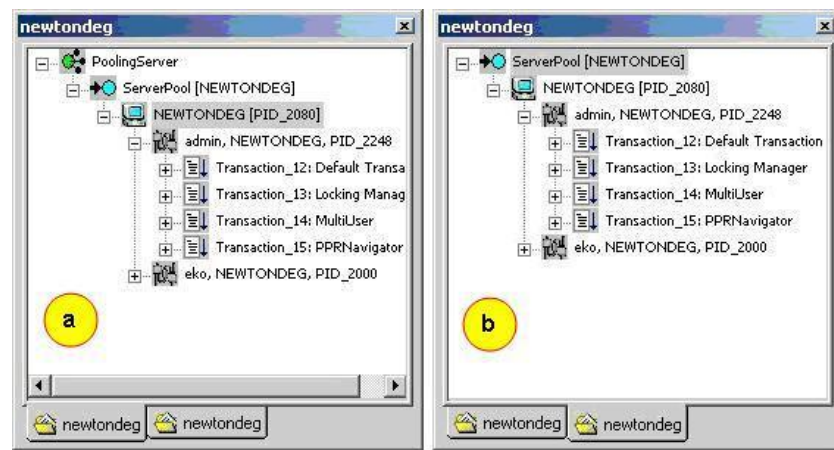 newtondeg
PoolingServer
ServerPool [NEWTONDEG]
NEWTONDEG [PID_2080]
admin, NEWTONDEG, PID_2248
Transaction_12: Default Transa
Transaction_13: Locking Manag
Transaction_14: MultiUser
Transaction_15: PPRNavigator
eko, NEWTONDEG, PID_2000
a
newtondeg newtondeg
newtondeg
ServerPool [NEWTONDEG]
NEWTONDEG [PID_2080]
admin, NEWTONDEG, PID_2248
Transaction_12: Default Transaction
Transaction_13: Locking Manager
Transaction_14: MultiUser
Transaction_15: PPRNavigator
eko, NEWTONDEG, PID_2000
b
newtondeg newtondeg